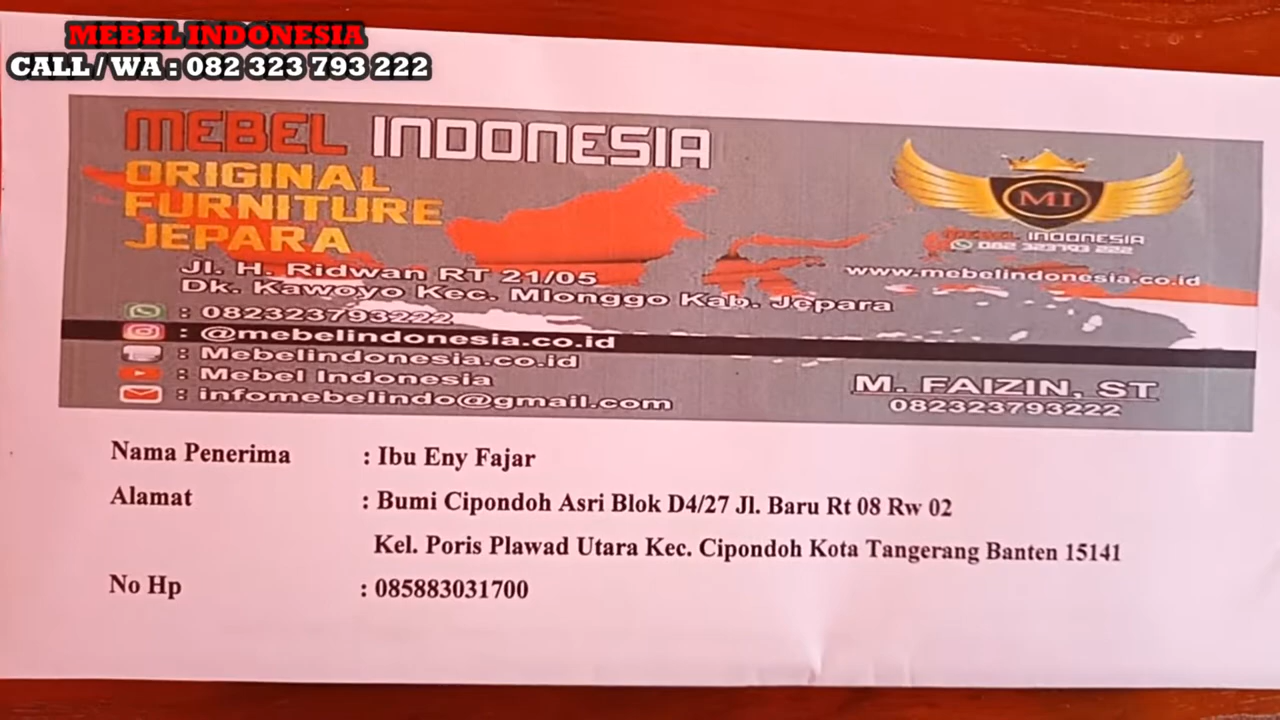 MEBEL INDONESIA
CALL / WA : 082 323 793 222
MEBEL INDONESIA
ORIGINAL
FURNITURE
JEPARA
Jl. H. Ridwan RT 21/05
Dk. Kawoyo Kec. Mlonggo Kab. Jepara
: 082323793222
: @mebelindonesia.co.id
: Mebelindonesia.co.id
: Mebel Indonesia
: infomebelindo@gmail.com
MI
MEBEL INDONESIA
082 323793 222
www.mebelindonesia.co.id
M. FAIZIN, ST
082323793222
Nama Penerima : Ibu Eny Fajar
Alamat : Bumi Cipondoh Asri Blok D4/27 Jl. Baru Rt 08 Rw 02
Kel. Poris Plawad Utara Kec. Cipondoh Kota Tangerang Banten 15141
No Hp : 085883031700